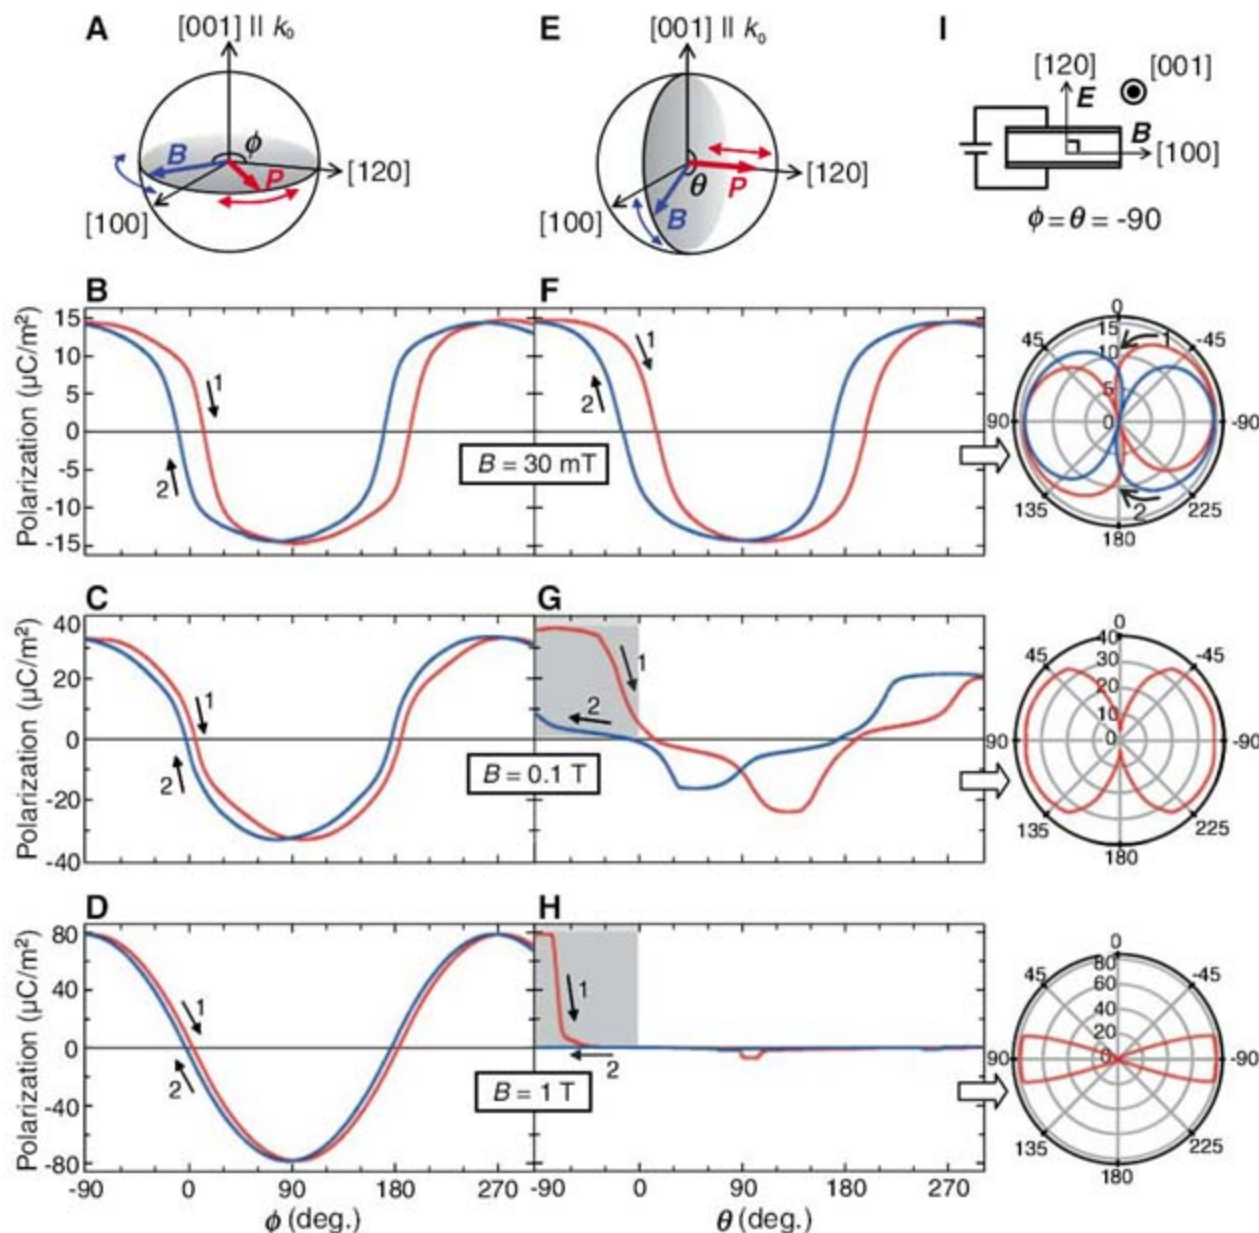 A
[001] || k₀
B
ϕ
P
[120]
[100]
E
[001] || k₀
θ
P
B
[120]
[100]
I
[120]
[001]
E
B
[100]
ϕ = θ = -90
B
Polarization (µC/m²)
15
10
5
0
-5
-10
-15
1
2
F
1
2
B = 30 mT
0
45
-45
15
10
5
0
1
2
90
-90
135
225
180
C
Polarization (µC/m²)
40
20
0
-20
-40
1
2
G
1
2
B = 0.1 T
0
45
-45
40
30
20
10
0
90
-90
135
225
180
D
Polarization (µC/m²)
80
40
0
-40
-80
1
2
H
1
2
B = 1 T
0
45
-45
80
60
40
20
0
90
-90
135
225
180
-90 0 90 180 270
ϕ (deg.)
-90 0 90 180 270
θ (deg.)